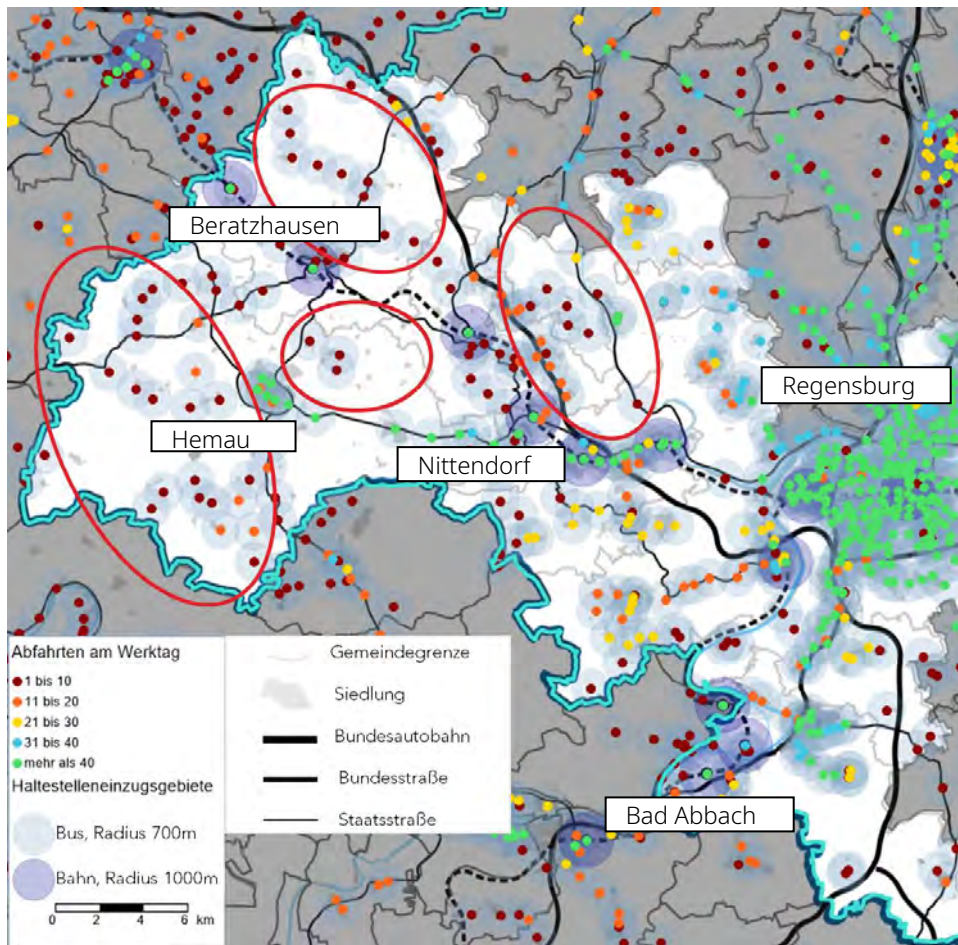 Beratzhausen
Regensburg
Hemau
Nittendorf
Bad Abbach
Abfahrten am Werktag
1 bis 10
11 bis 20
21 bis 30
31 bis 40
mehr als 40
Haltestelleneinzugsgebiete
Bus, Radius 700m
Bahn, Radius 1000m
0 2 4 6
km
Gemeindegrenze
Siedlung
Bundesautobahn
Bundesstraße
Staatsstraße